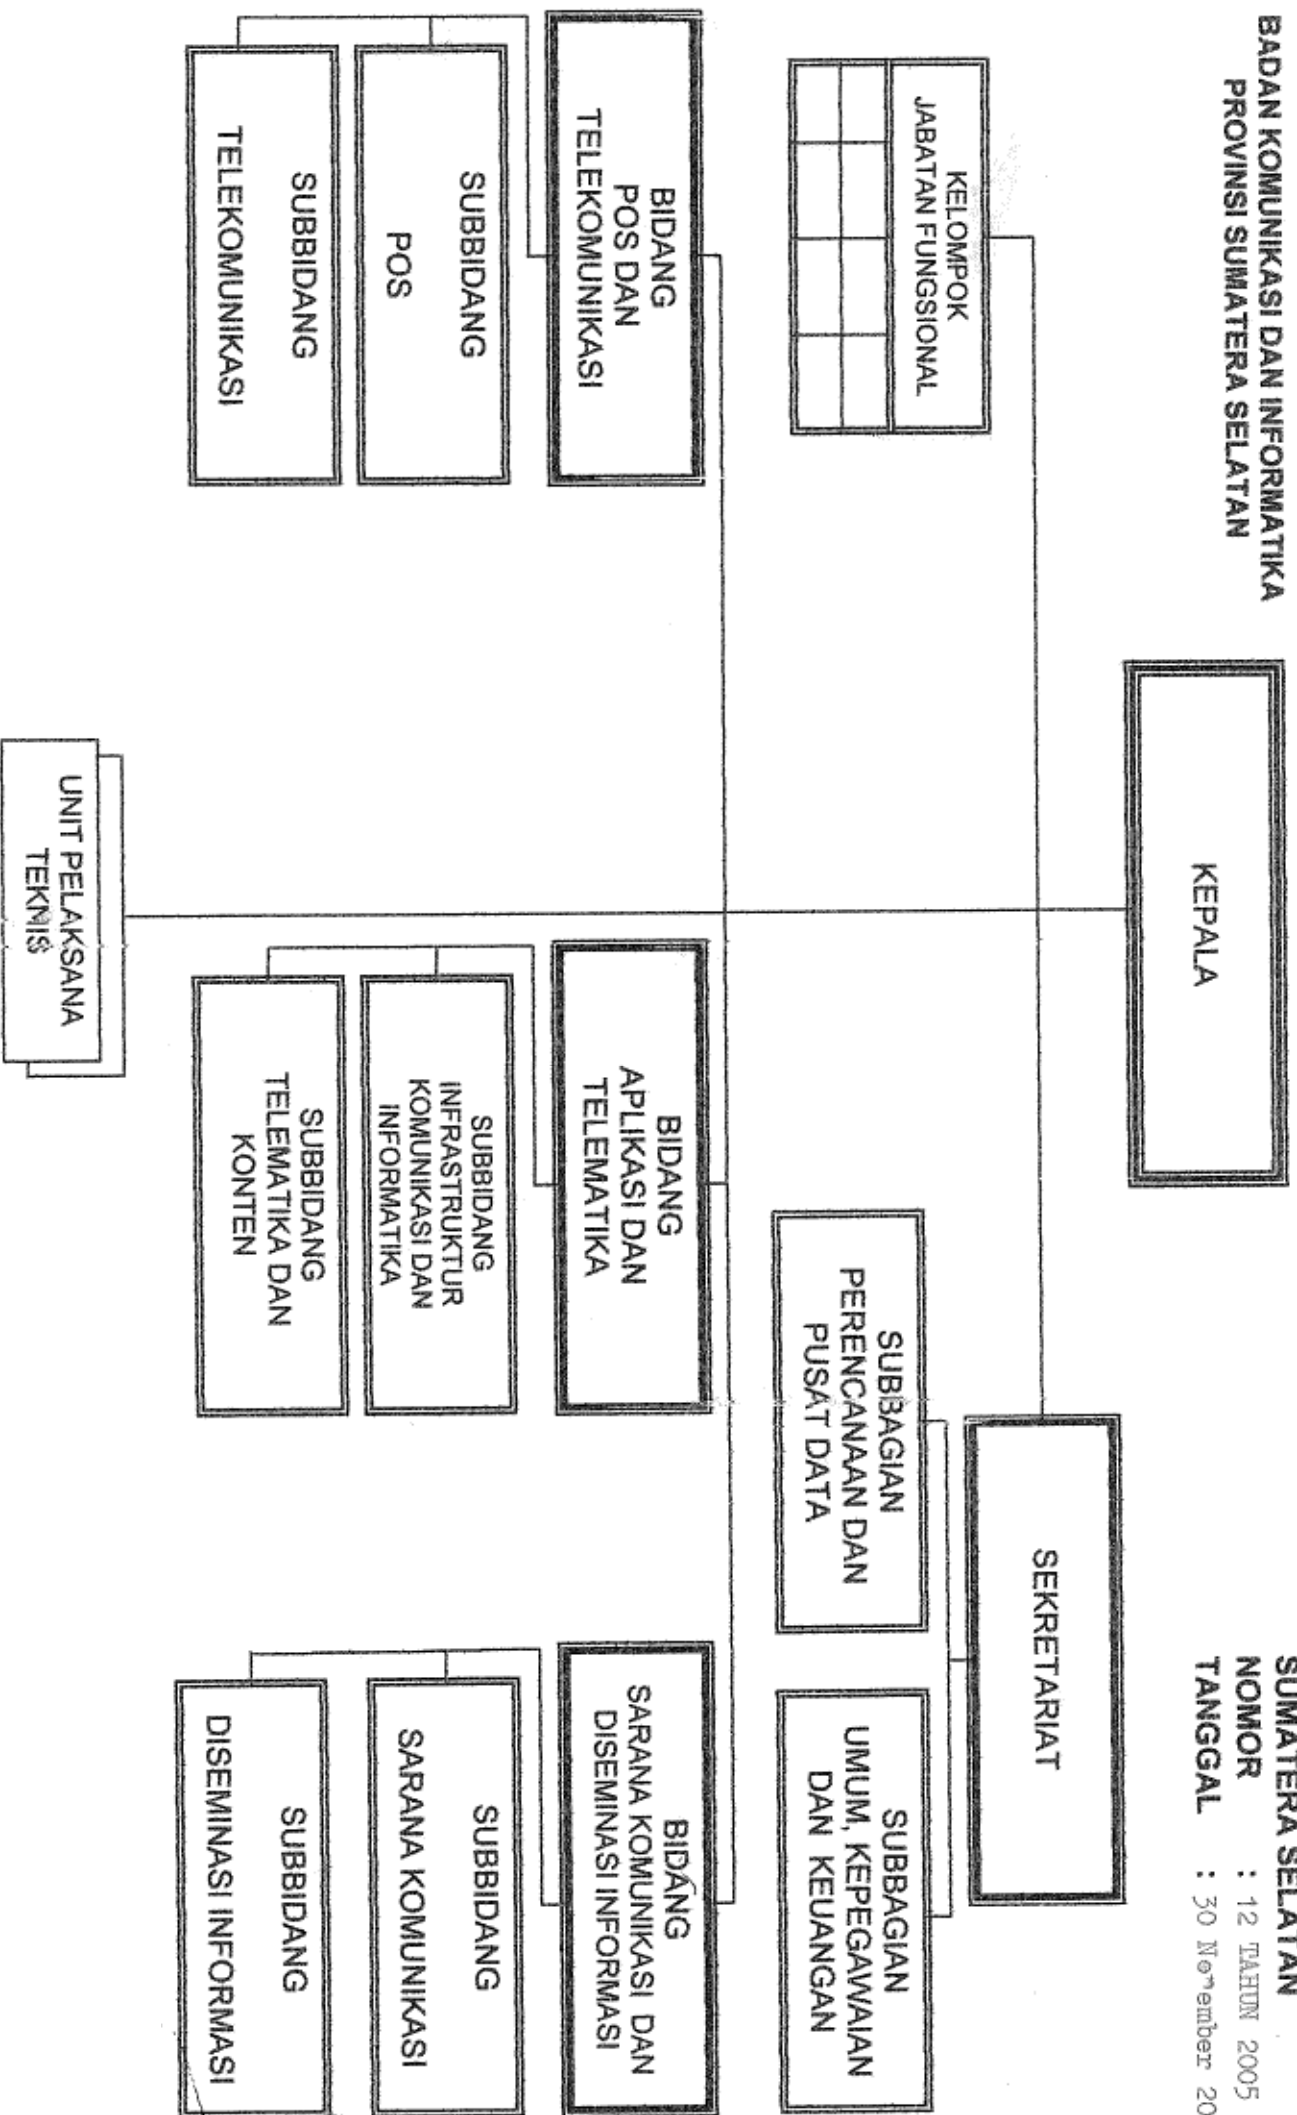 BADAN KOMUNIKASI DAN INFORMATIKA
PROVINSI SUMATERA SELATAN
SUMATERA SELATAN
NOMOR : 12 TAHUN 2005
TANGGAL : 30 November 20
KEPALA
SEKRETARIAT
KELOMPOK
JABATAN FUNGSIONAL
SUBBAGIAN
PERENCANAAN DAN
PUSAT DATA
SUBBAGIAN
UMUM, KEPEGAWAIAN
DAN KEUANGAN
BIDANG
POS DAN
TELEKOMUNIKASI
SUBBIDANG
POS
SUBBIDANG
TELEKOMUNIKASI
BIDANG
APLIKASI DAN
TELEMATIKA
SUBBIDANG
INFRASTRUKTUR
KOMUNIKASI DAN
INFORMATIKA
SUBBIDANG
TELEMATIKA DAN
KONTEN
BIDANG
SARANA KOMUNIKASI DAN
DISEMINASI INFORMASI
SUBBIDANG
SARANA KOMUNIKASI
SUBBIDANG
DISEMINASI INFORMASI
UNIT PELAKSANA
TEKNIS